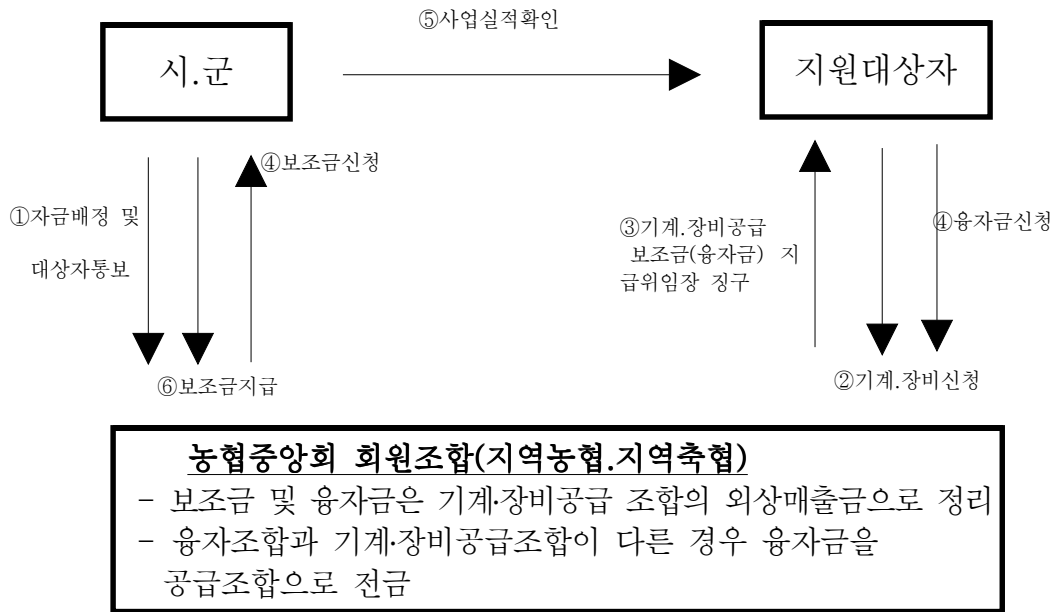 ⑤사업실적확인
시.군
지원대상자
④보조금신청
①자금배정 및
대상자통보
③기계.장비공급
보조금(융자금) 지
급위임장 징구
④융자금신청
⑥보조금지급
②기계.장비신청
농협중앙회 회원조합(지역농협.지역축협)
- 보조금 및 융자금은 기계·장비공급 조합의 외상매출금으로 정리
- 융자조합과 기계·장비공급조합이 다른 경우 융자금을
공급조합으로 전금